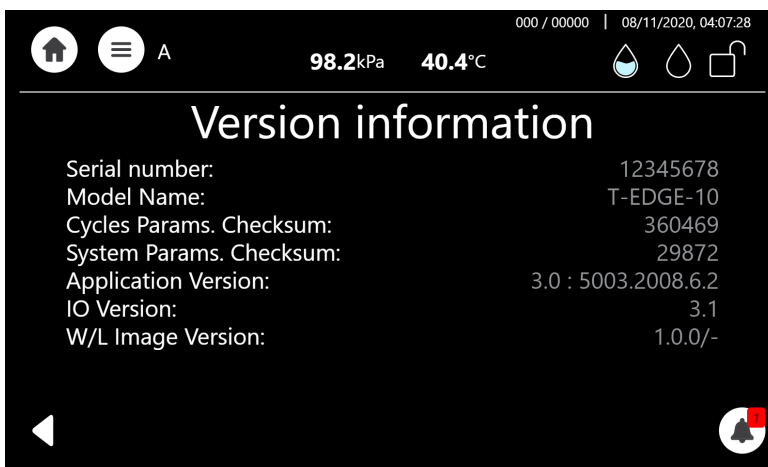 000 / 00000 | 08/11/2020, 04:07:28
A 98.2kPa 40.4°C
Version information
Serial number: 12345678
Model Name: T-EDGE-10
Cycles Params. Checksum: 360469
System Params. Checksum: 29872
Application Version: 3.0 : 5003.2008.6.2
IO Version: 3.1
W/L Image Version: 1.0.0/-
1